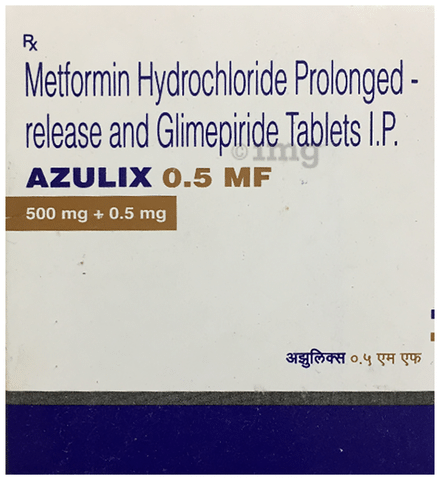 Rx
Metformin Hydrochloride Prolonged -
release and Glimepiride Tablets I.P.
©1mg
AZULIX 0.5 MF
500 mg + 0.5 mg
अझुलिक्स ०.५ एम एफ